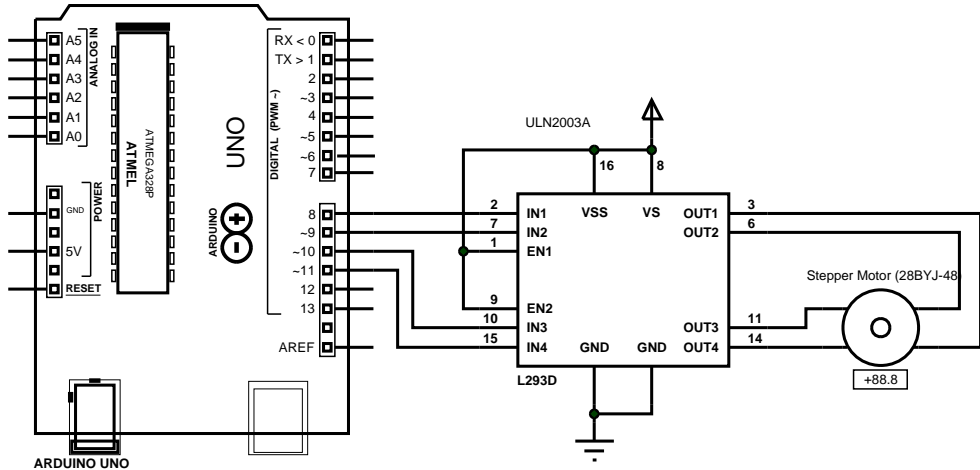 A5
A4
A3
A2
A1
A0
ANALOG IN
GND
5V
RESET
POWER
ATMEGA328P
ATMEL
UNO
ARDUINO
DIGITAL (PWM ~)
RX < 0
TX > 1
2
~3
4
~5
~6
7
8
~9
~10
~11
12
13
AREF
ARDUINO UNO
ULN2003A
16
8
2
7
1
9
10
15
IN1
IN2
EN1
EN2
IN3
IN4
VSS
VS
GND
GND
OUT1
OUT2
OUT3
OUT4
3
6
11
14
L293D
Stepper Motor (28BYJ-48)
+88.8